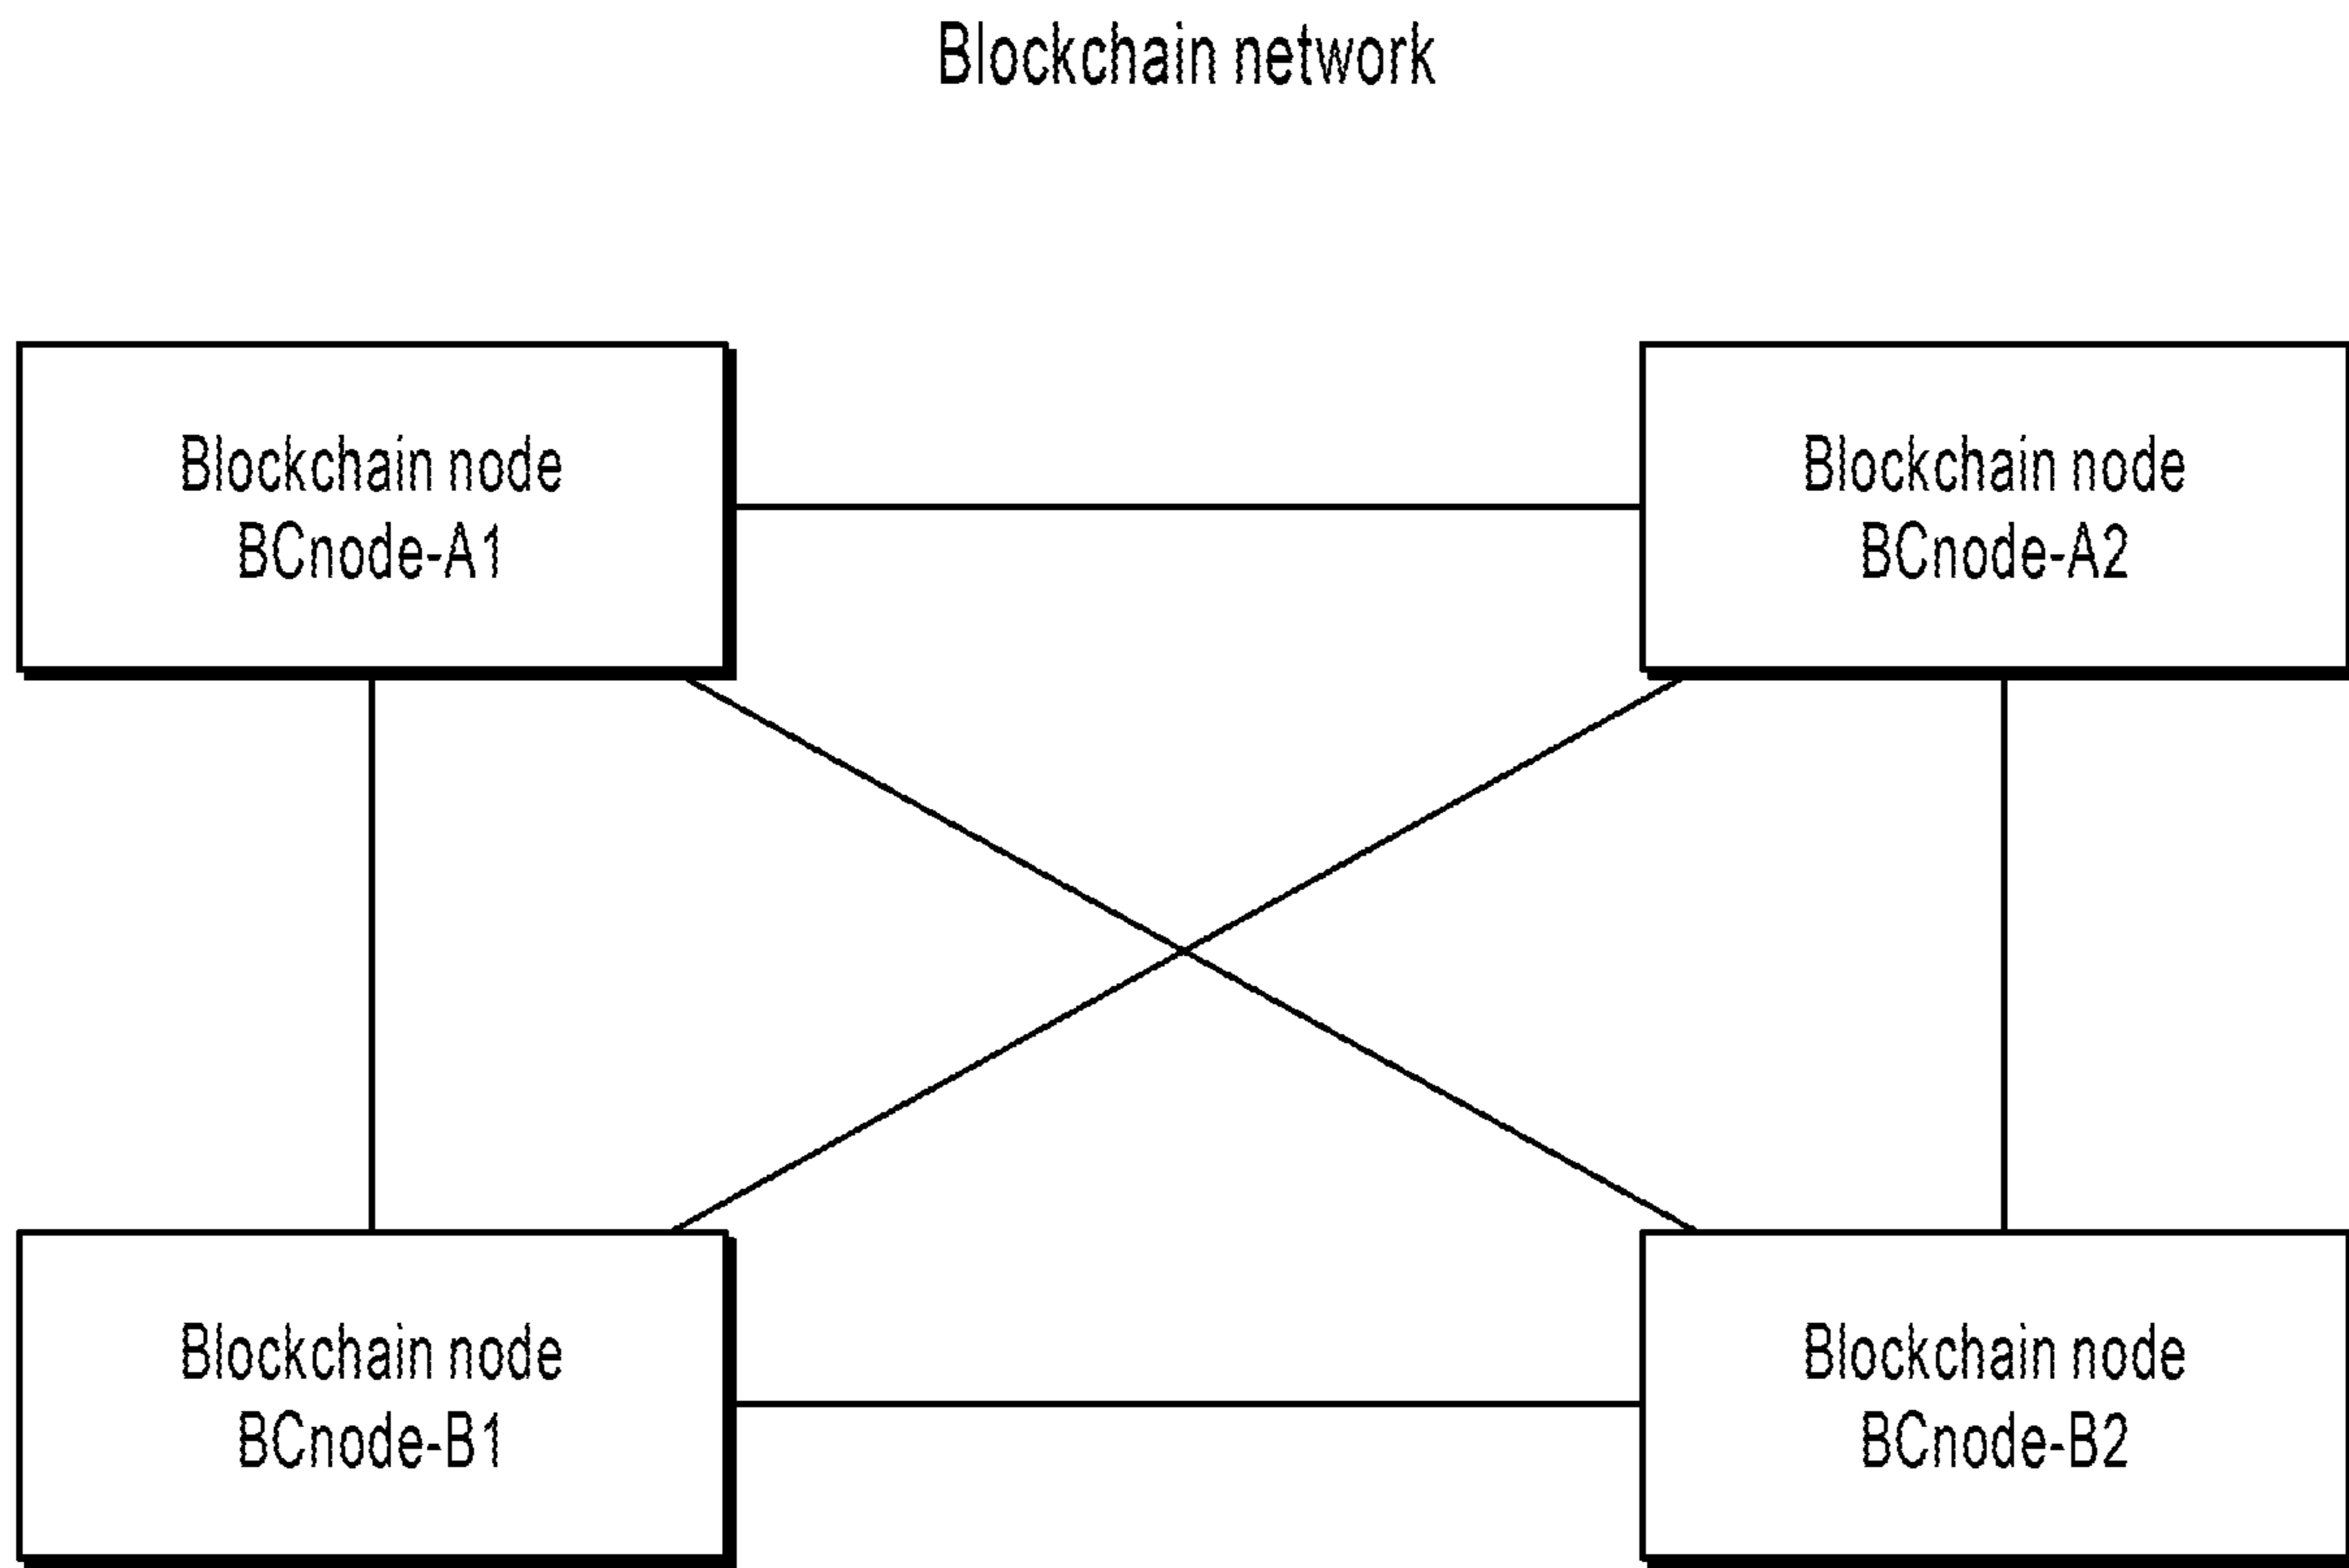 Blockchain network
Blockchain node
BCnode-A1
Blockchain node
BCnode-A2
Blockchain node
BCnode-B1
Blockchain node
BCnode-B2